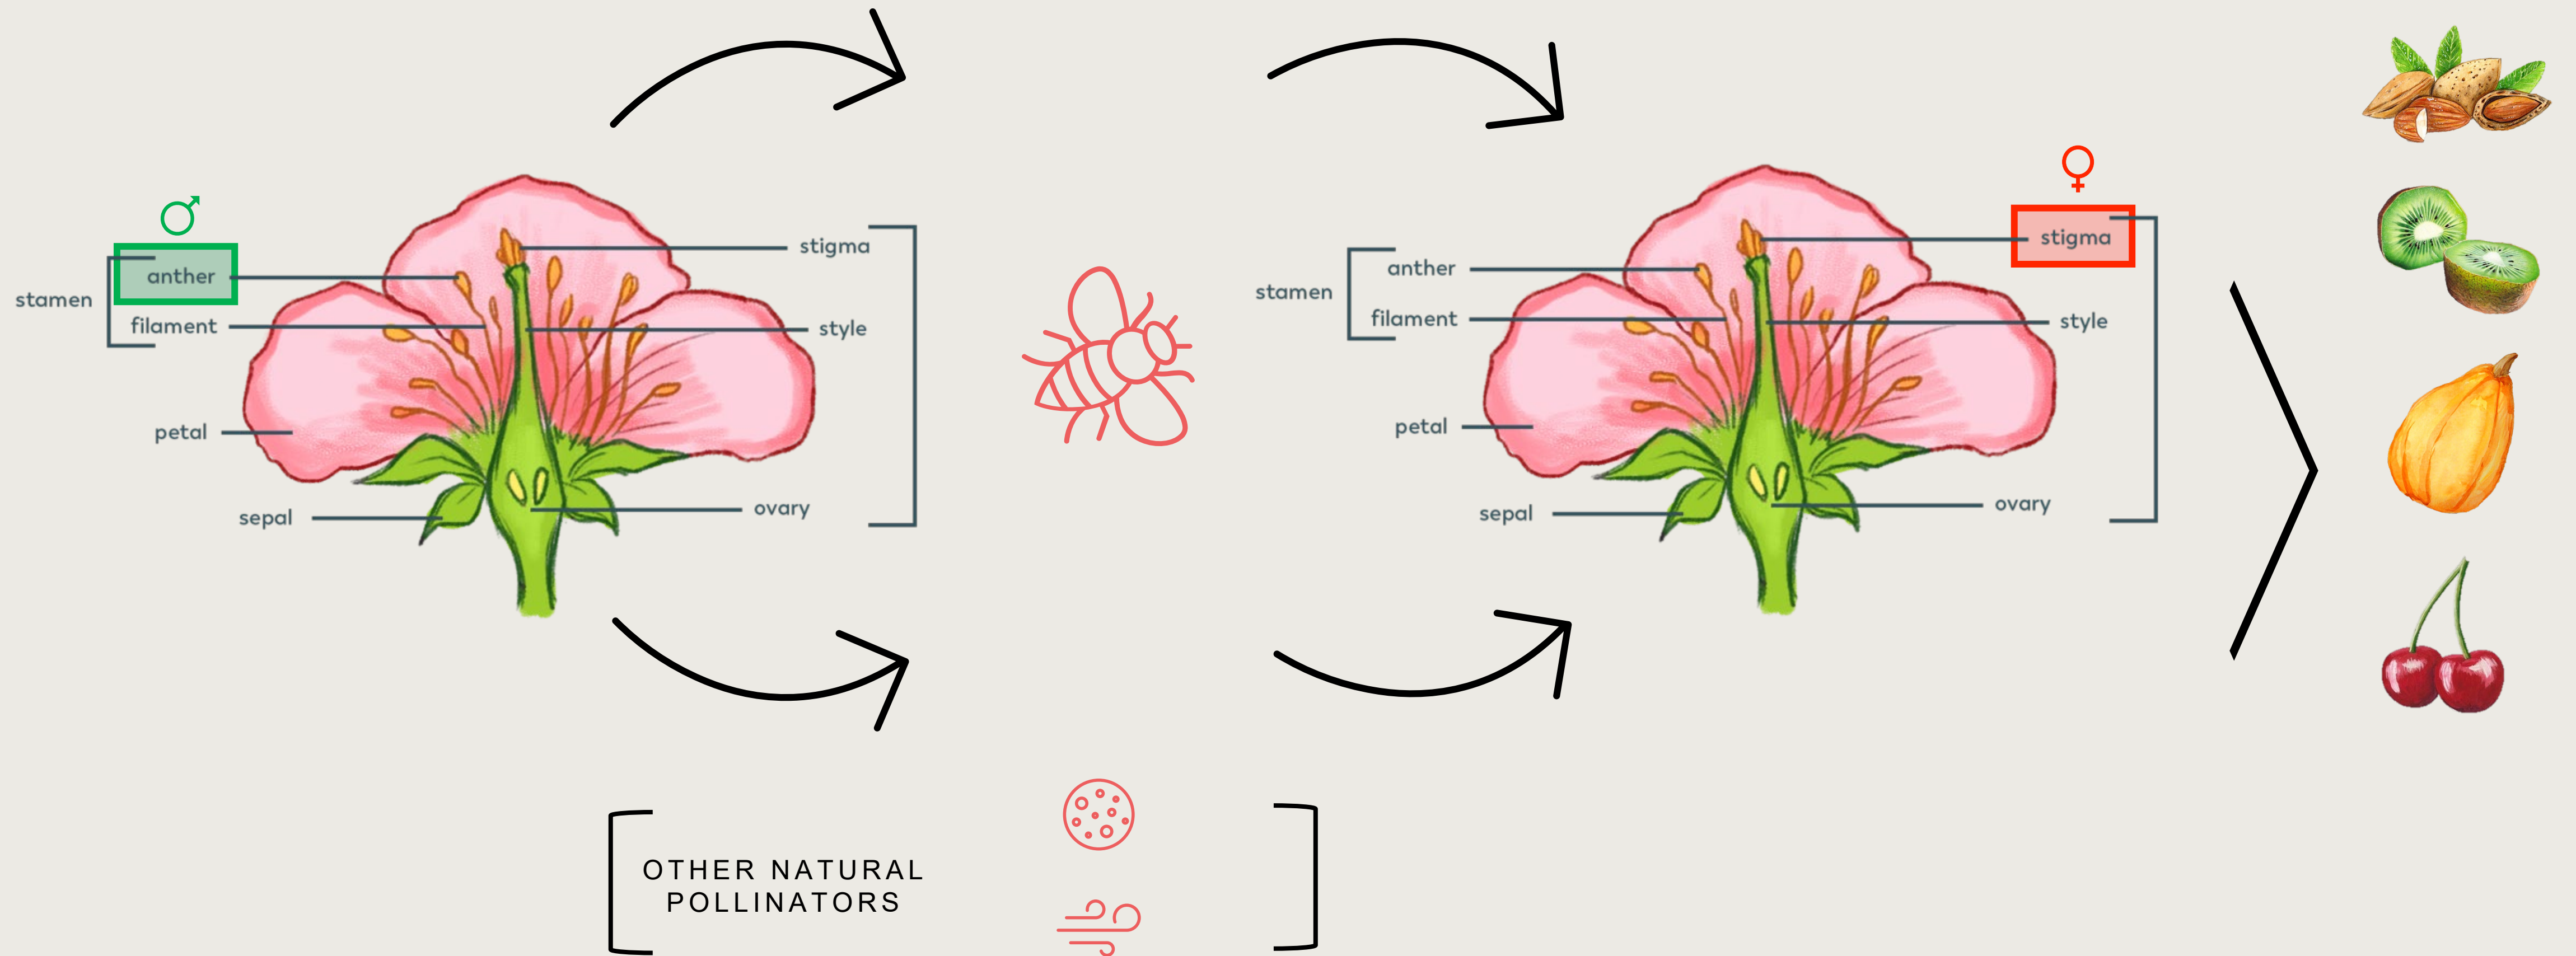 stigma
anther
stamen
filament
style
petal
ovary
sepal
stigma
anther
stamen
filament
style
petal
ovary
sepal
OTHER NATURAL
POLLINATORS